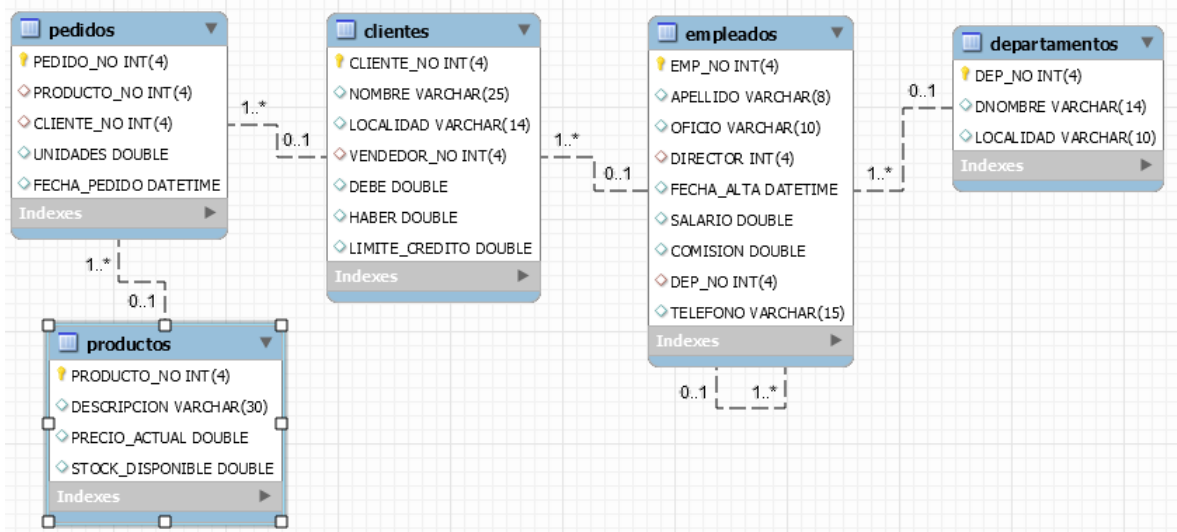 pedidos
PEDIDO_NO INT(4)
PRODUCTO_NO INT(4)
CLIENTE_NO INT(4)
UNIDADES DOUBLE
FECHA_PEDIDO DATETIME
Indexes
1..*
0..1
clientes
CLIENTE_NO INT(4)
NOMBRE VARCHAR(25)
LOCALIDAD VARCHAR(14)
VENDEDOR_NO INT(4)
DEBE DOUBLE
HABER DOUBLE
LIMITE_CREDITO DOUBLE
Indexes
1..*
0..1
empleados
EMP_NO INT(4)
APELLIDO VARCHAR(8)
OFICIO VARCHAR(10)
DIRECTOR INT(4)
FECHA_ALTA DATETIME
SALARIO DOUBLE
COMISION DOUBLE
DEP_NO INT(4)
TELEFONO VARCHAR(15)
Indexes
0..1
1..*
1..*
0..1
departamentos
DEP_NO INT(4)
DNOMBRE VARCHAR(14)
LOCALIDAD VARCHAR(10)
Indexes
1..*
0..1
productos
PRODUCTO_NO INT(4)
DESCRIPCION VARCHAR(30)
PRECIO_ACTUAL DOUBLE
STOCK_DISPONIBLE DOUBLE
Indexes